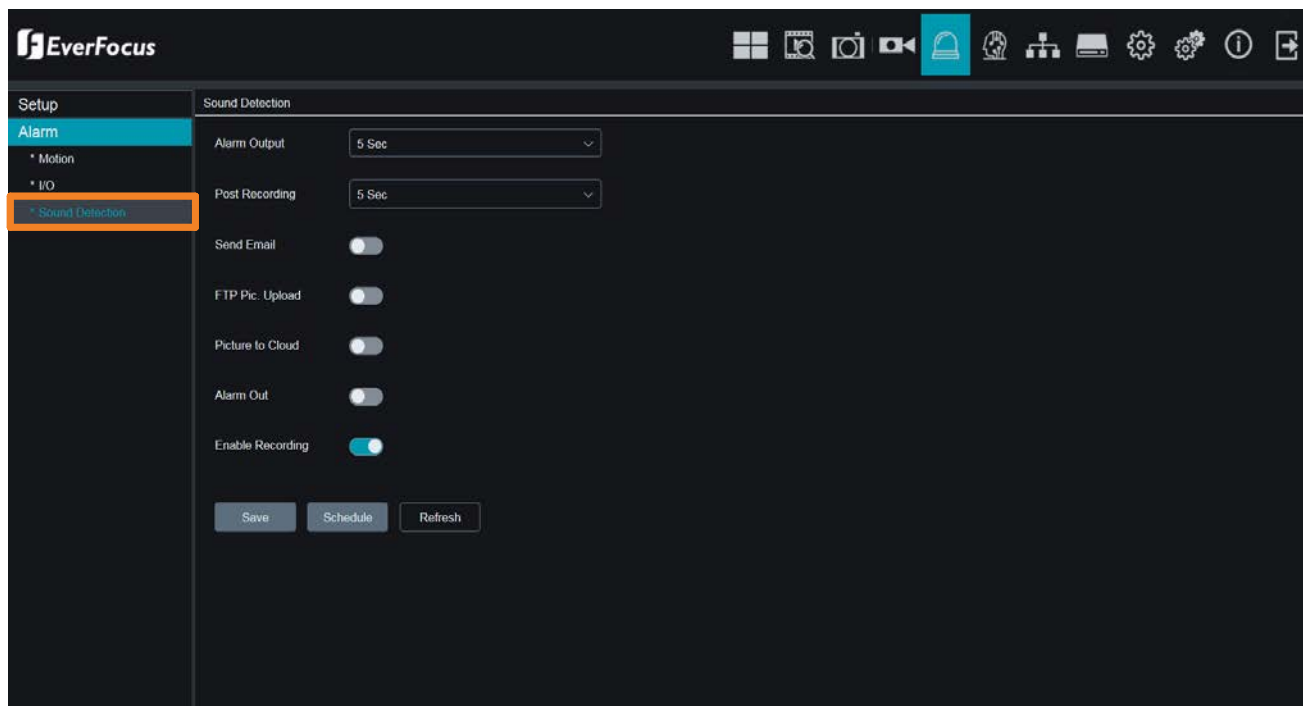 EverFocus
Setup
Alarm
* Motion
* I/O
* Sound Detection
Sound Detection
Alarm Output 5 Sec
Post Recording 5 Sec
Send Email
FTP Pic. Upload
Picture to Cloud
Alarm Out
Enable Recording
Save Schedule Refresh